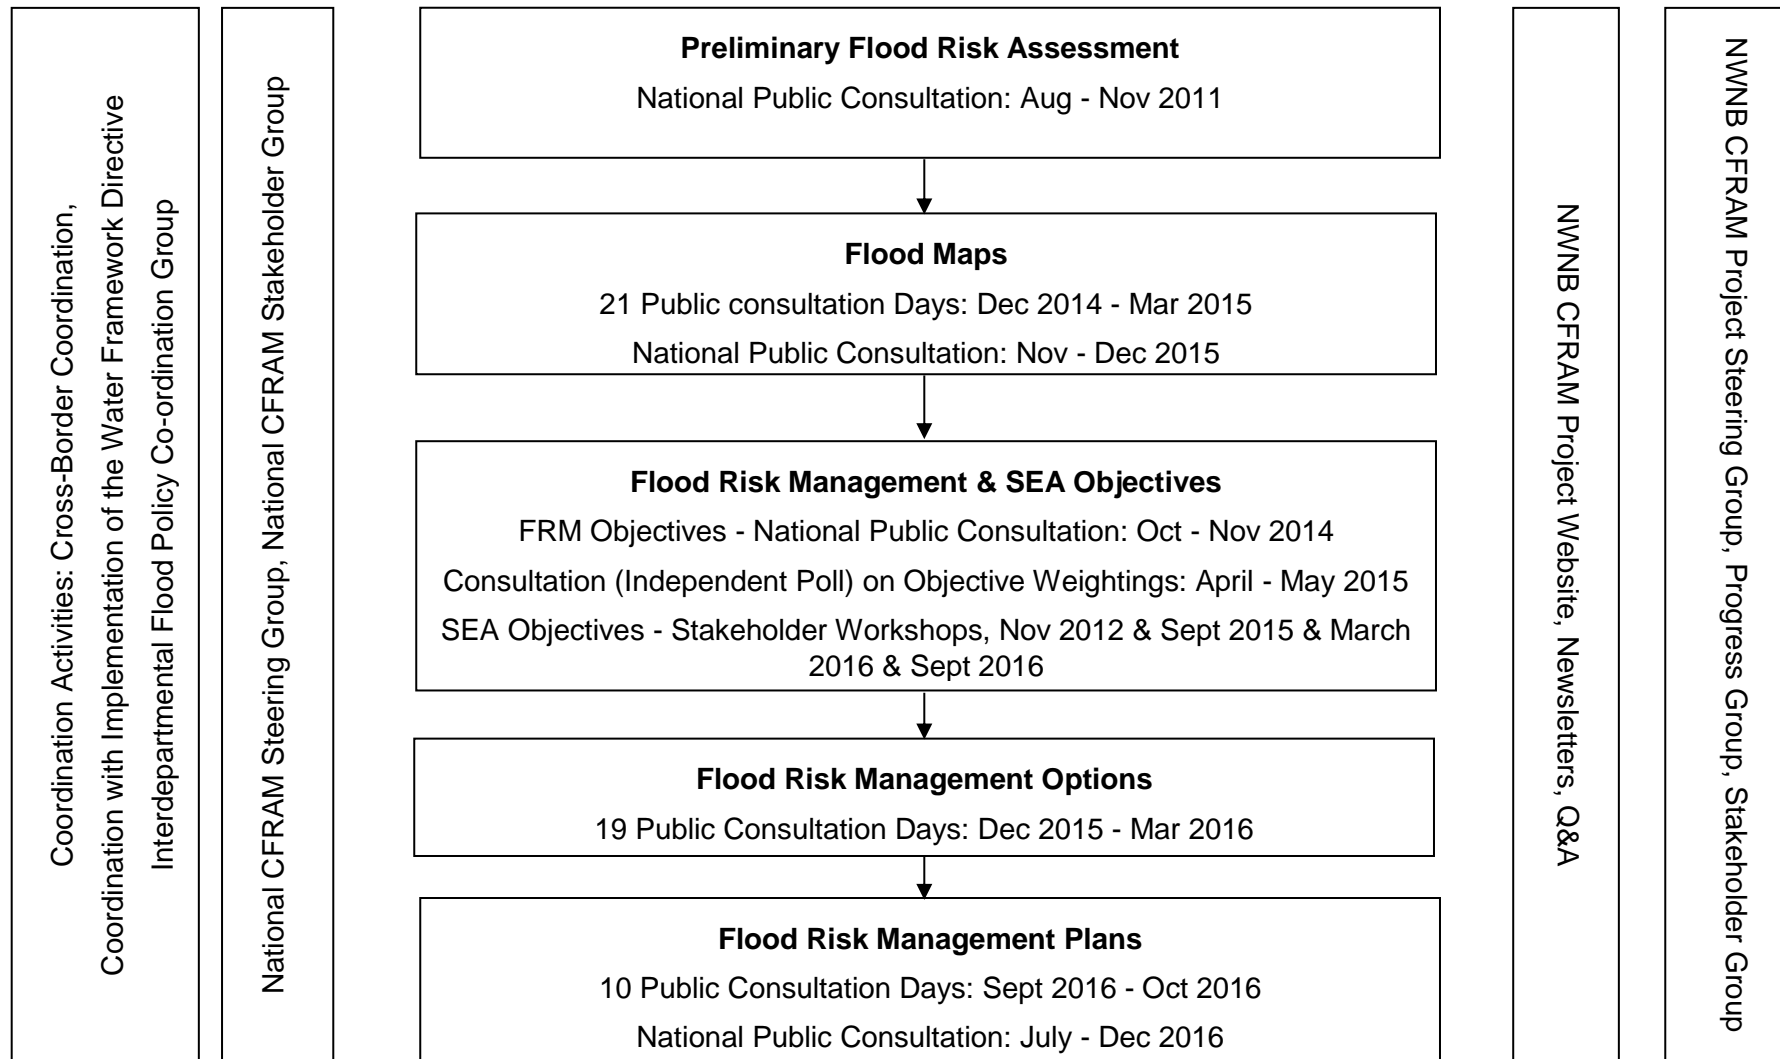 Coordination Activities: Cross-Border Coordination,
Coordination with Implementation of the Water Framework Directive
Interdepartmental Flood Policy Co-ordination Group
National CFRAM Steering Group, National CFRAM Stakeholder Group
Preliminary Flood Risk Assessment
National Public Consultation: Aug - Nov 2011
Flood Maps
21 Public consultation Days: Dec 2014 - Mar 2015
National Public Consultation: Nov - Dec 2015
Flood Risk Management & SEA Objectives
FRM Objectives - National Public Consultation: Oct - Nov 2014
Consultation (Independent Poll) on Objective Weightings: April - May 2015
SEA Objectives - Stakeholder Workshops, Nov 2012 & Sept 2015 & March
2016 & Sept 2016
Flood Risk Management Options
19 Public Consultation Days: Dec 2015 - Mar 2016
Flood Risk Management Plans
10 Public Consultation Days: Sept 2016 - Oct 2016
National Public Consultation: July - Dec 2016
NWNB CFRAM Project Website, Newsletters, Q&A
NWNB CFRAM Project Steering Group, Progress Group, Stakeholder Group